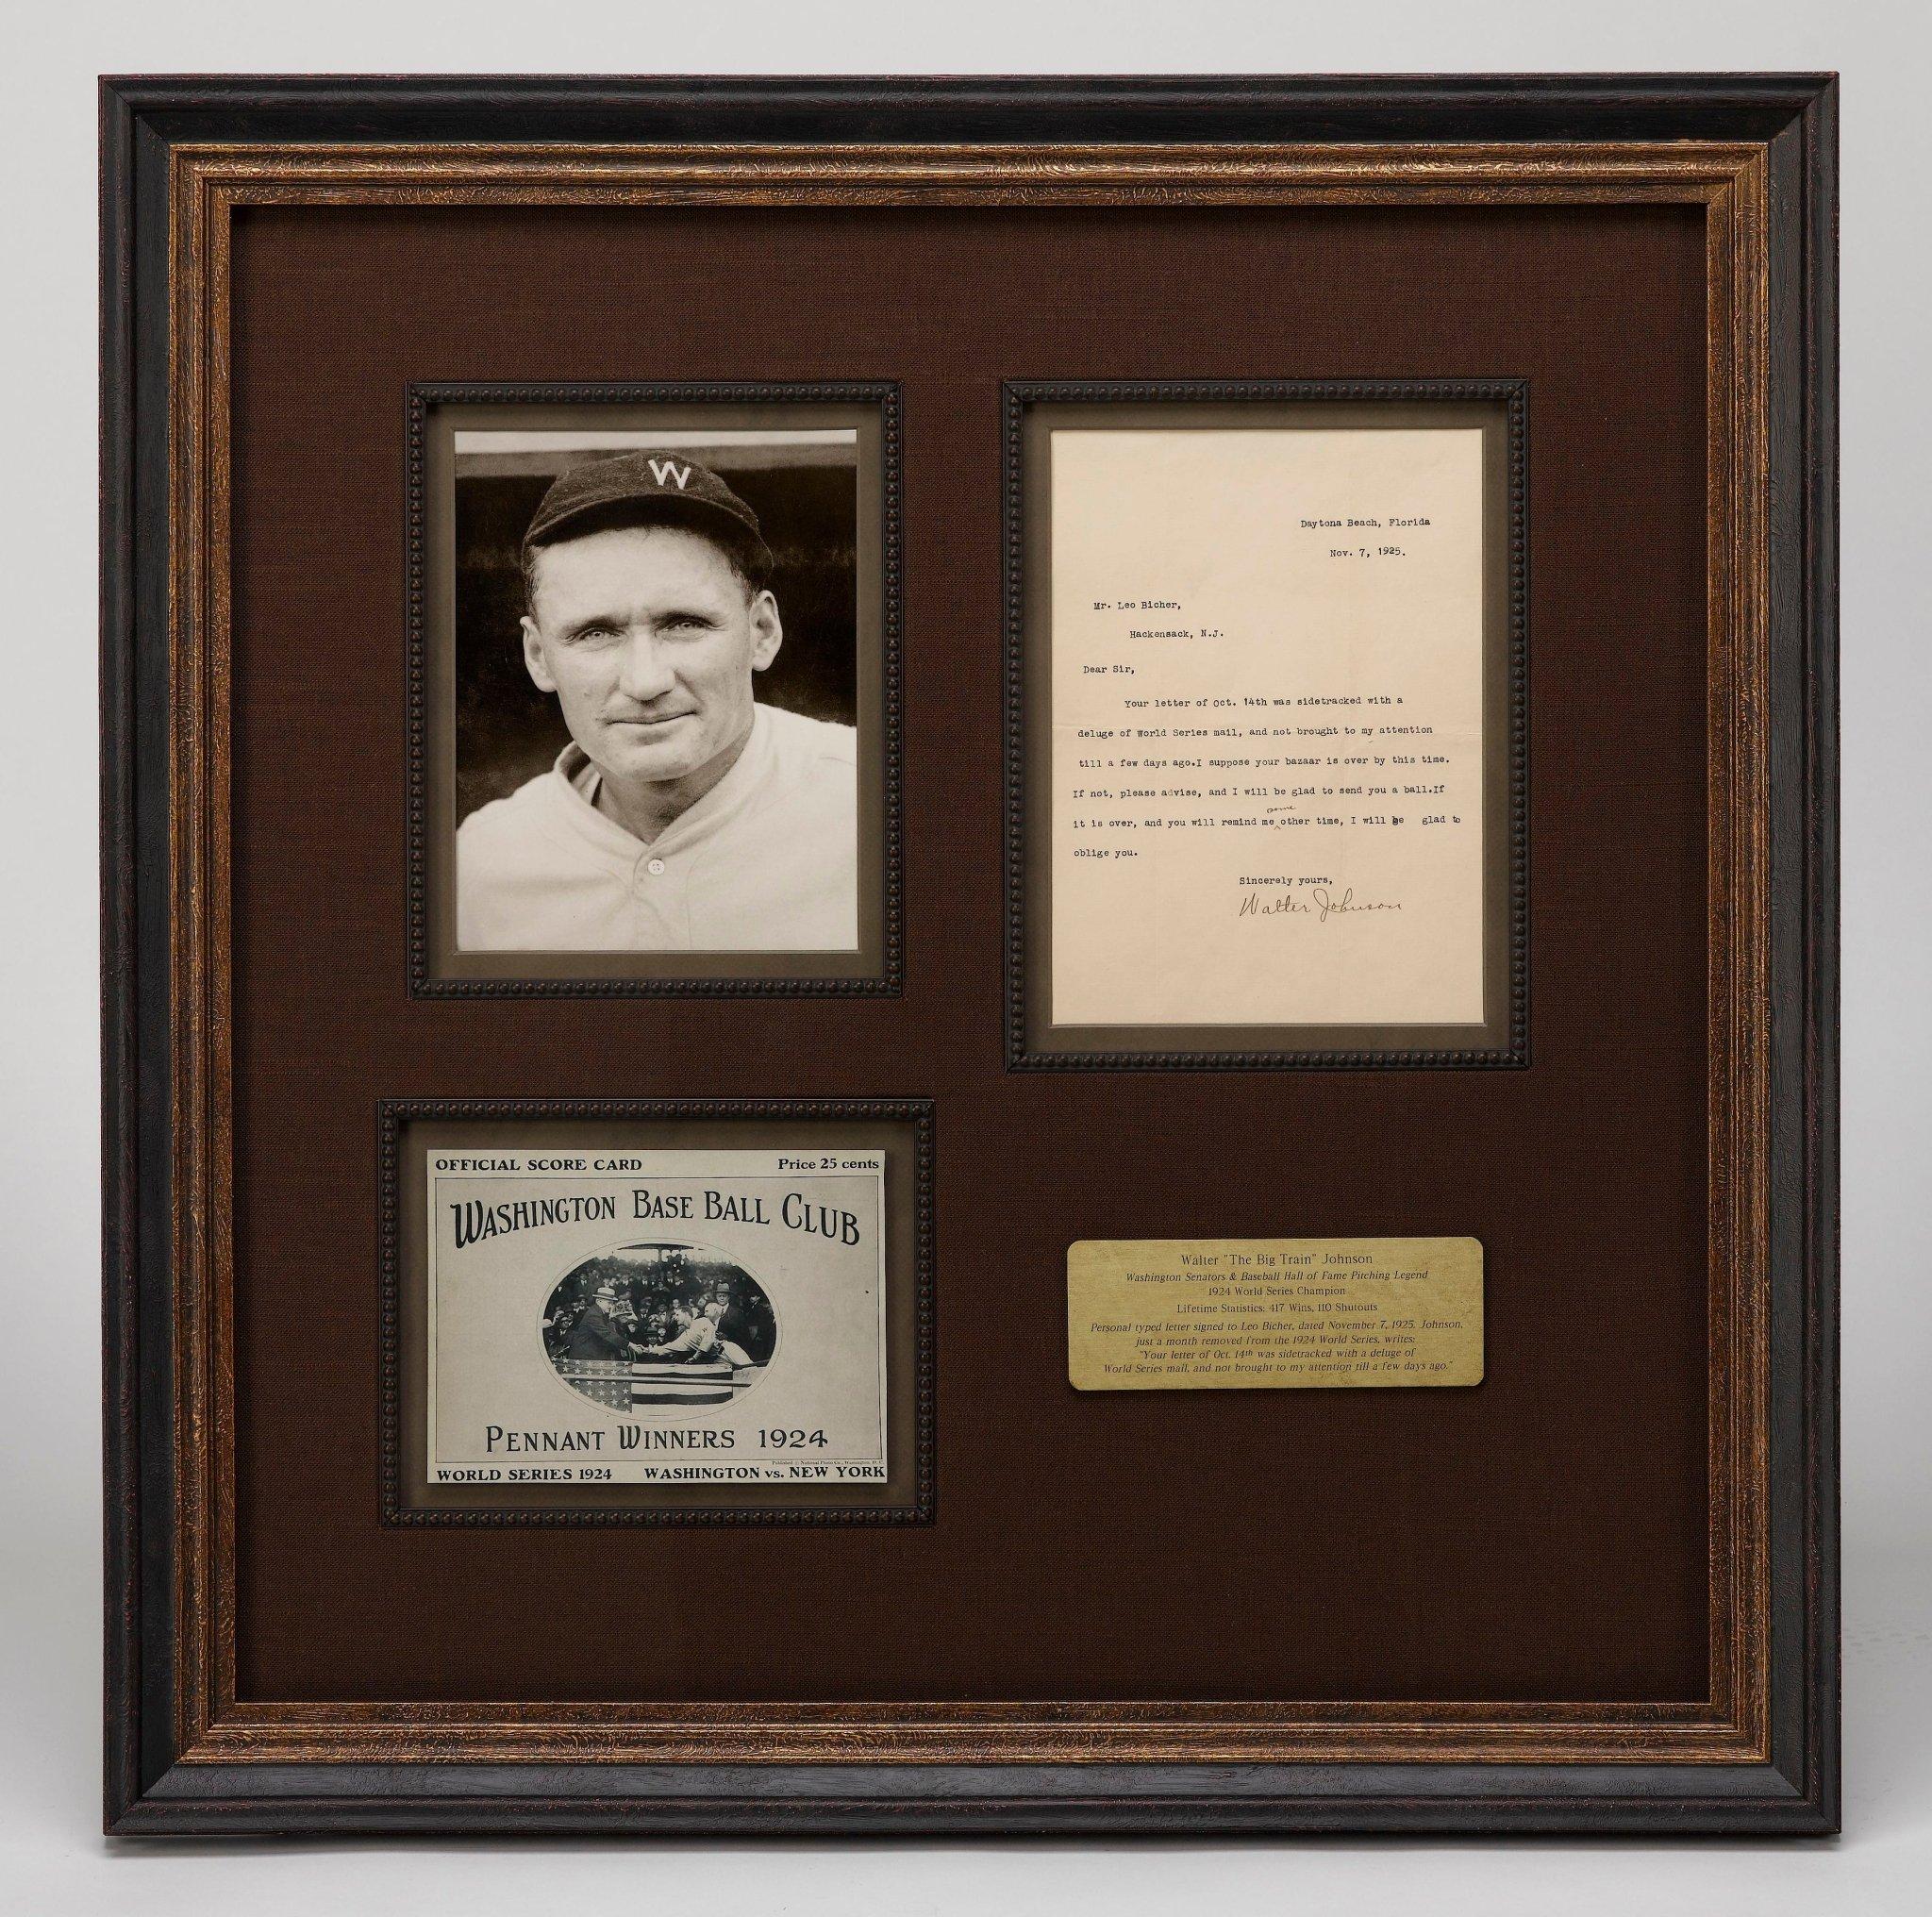 W
Daytona Beach, Florida
Nov. 7, 1925.
Mr. Leo Bicher,
Hackensack, N.J.
Dear Sir,
Your letter of Oct. 14th was sidetracked with a
deluge of World Series mail, and not brought to my attention
till a few days ago.I suppose your bazaar is over by this time.
If not, please advise, and I will be glad to send you a ball.If
some
it is over, and you will remind me other time, I will be glad to
oblige you.
Sincerely yours,
Walter Johnson
OFFICIAL SCORE CARD Price 25 cents
WASHINGTON BASE BALL CLUB
PENNANT WINNERS 1924
Published by National Promo Co., Washington, D. C.
WORLD SERIES 1924 WASHINGTON vs. NEW YORK
Walter "The Big Train" Johnson
Washington Senators & Baseball Hall of Fame Pitching Legend
1924 World Series Champion
Lifetime Statistics: 417 Wins, 110 Shutouts
Personal typed letter signed to Leo Bicher, dated November 7, 1925. Johnson,
just a month removed from the 1924 World Series, writes:
"Your letter of Oct. 14th was sidetracked with a deluge of
World Series mail, and not brought to my attention till a few days ago."